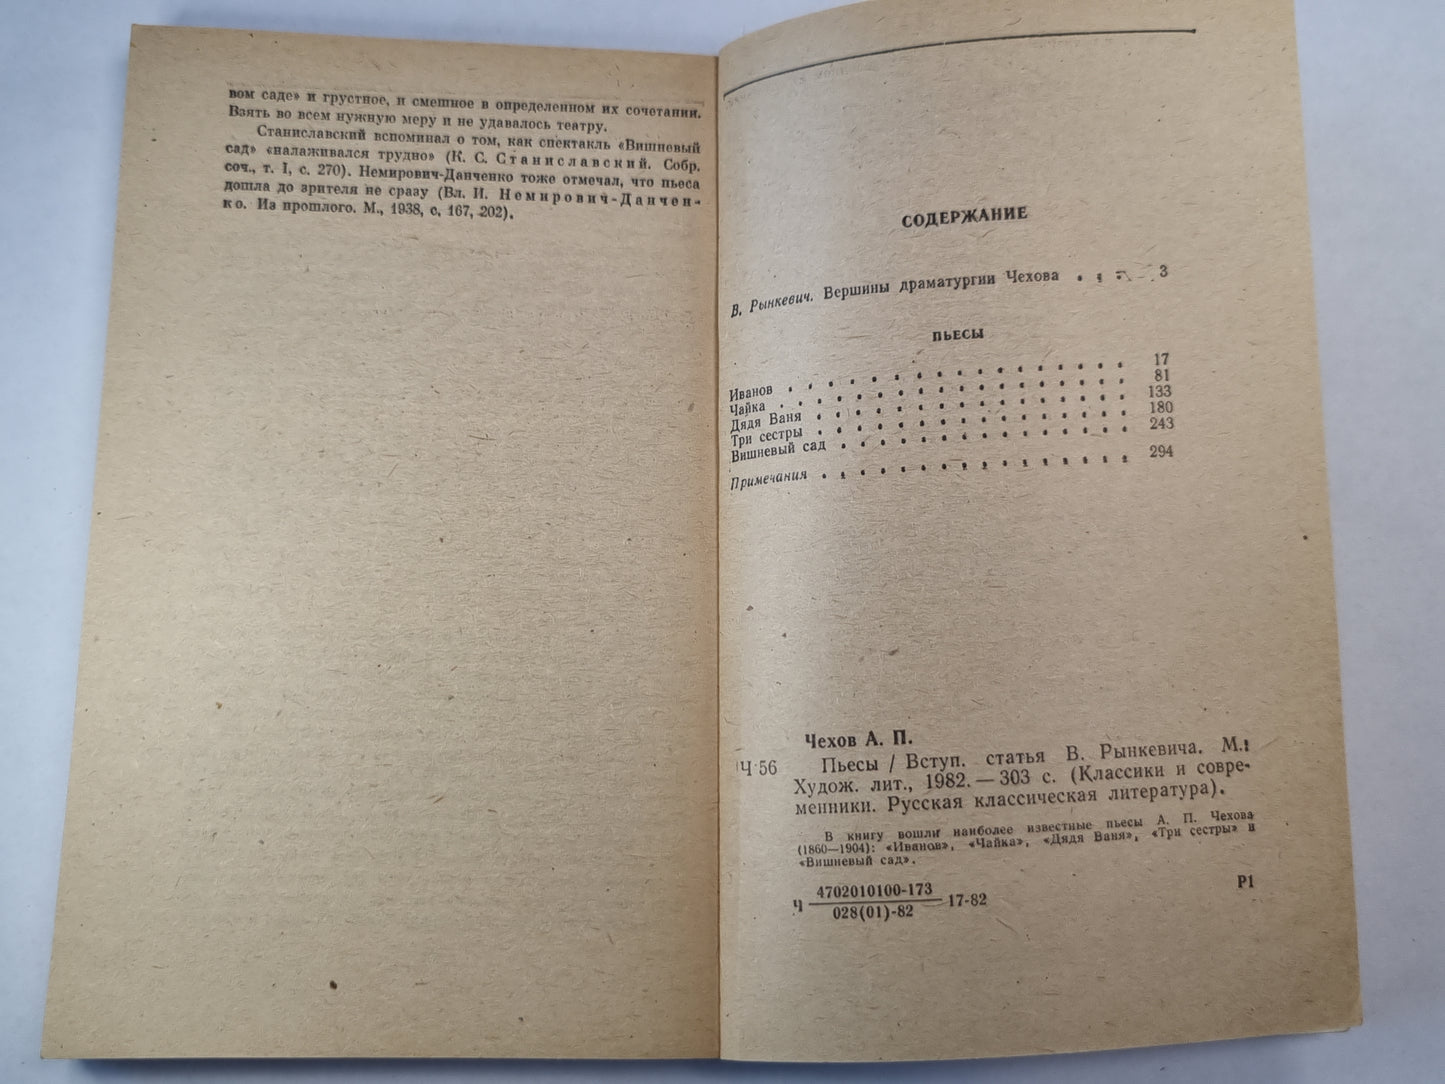 вом саде» и грустное, и смешное в определенном их сочетании.
Взять во всем нужную меру и не удавалось театру.
Станиславский вспоминал о том, как спектакль «Вишневый
сад» «налаживался трудно» (К. С. Станиславский. Собр.
соч., т. I, с. 270). Немирович-Данченко тоже отмечал, что пьеса
дошла до зрителя не сразу (Вл. И. Немирович-Данчен-
ко. Из прошлого. М., 1938, с. 167, 202).
СОДЕРЖАНИЕ
В. Рынкевич. Вершины драматургии Чехова . . . . 3
ПЬЕСЫ
Иванов . . . . . . . . . . . . . . . . . . 17
Чайка . . . . . . . . . . . . . . . . . . 81
Дядя Ваня . . . . . . . . . . . . . . . . 133
Три сестры . . . . . . . . . . . . . . . . 180
Вишневый сад . . . . . . . . . . . . . . . 243
Примечания . . . . . . . . . . . . . . . . 294
Чехов А. П.
Ч 56 Пьесы / Вступ. статья В. Рынкевича. М.:
Худож. лит., 1982. — 303 с. (Классики и совре-
менники. Русская классическая литература).
В книгу вошли наиболее известные пьесы А. П. Чехова
(1860—1904): «Иванов», «Чайка», «Дядя Ваня», «Три сестры» и
«Вишневый сад».
Ч 4702010100-173
028(01)-82 17-82
Р1